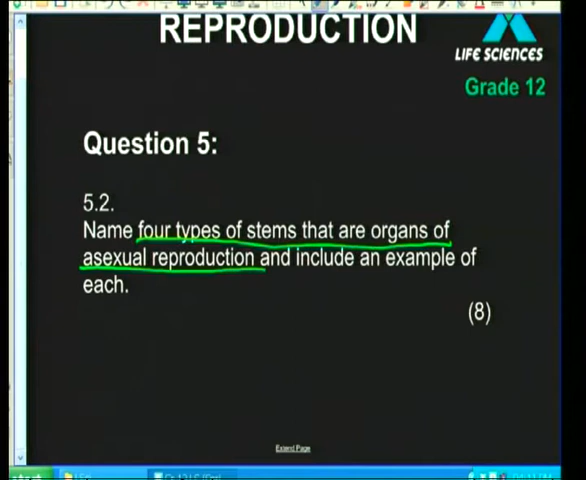 REPRODUCTION
LIFE SCIENCES
Grade 12
Question 5:
5.2.
Name four types of stems that are organs of
asexual reproduction and include an example of
each.
(8)
Extend Page